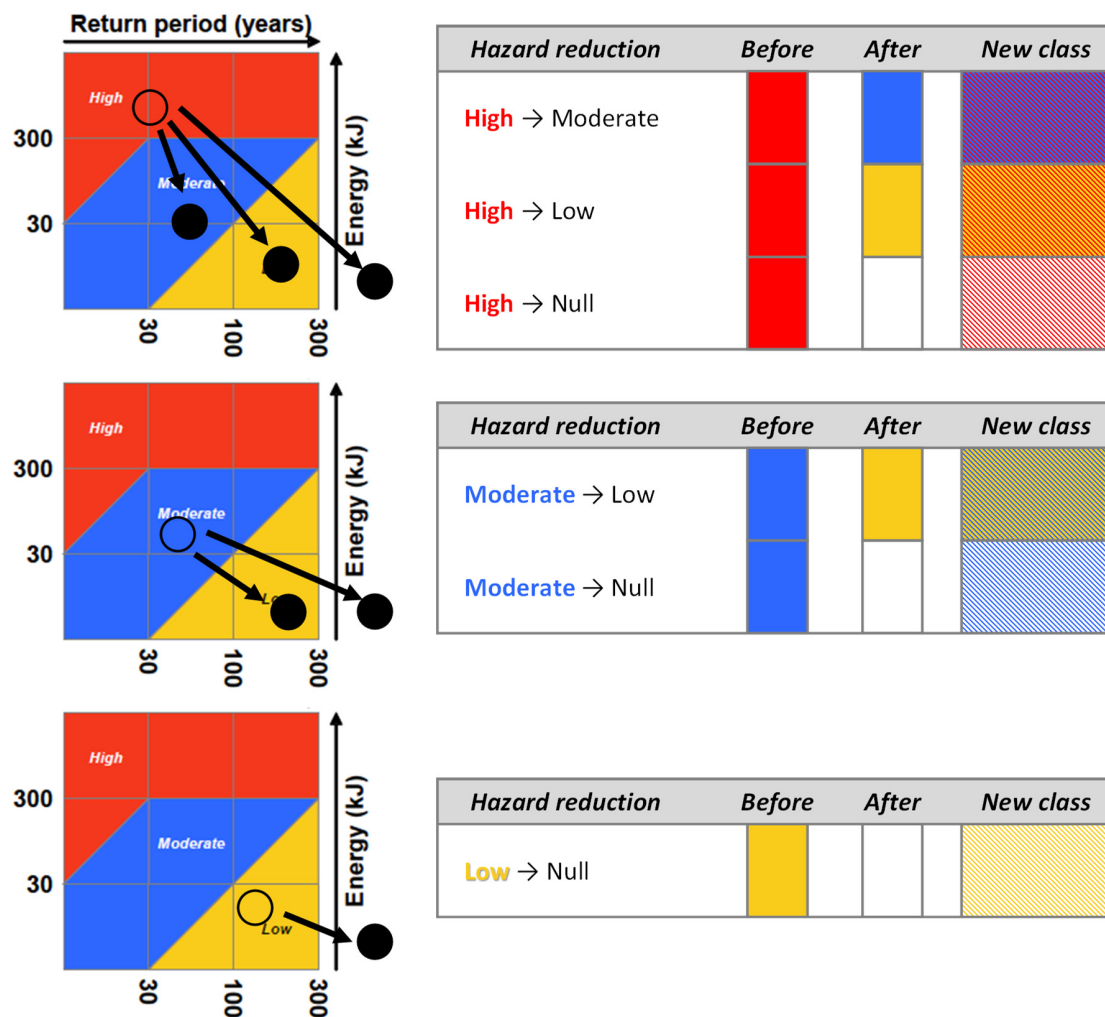 Return period (years)
High
Moderate
300
30
Energy (kJ)
30
100
300
Hazard reduction Before After New class
High → Moderate
High → Low
High → Null
High
Moderate
300
30
Energy (kJ)
30
100
300
Hazard reduction Before After New class
Moderate → Low
Moderate → Null
High
300
Moderate
30
Low
Energy (kJ)
30
100
300
Hazard reduction Before After New class
Low → Null